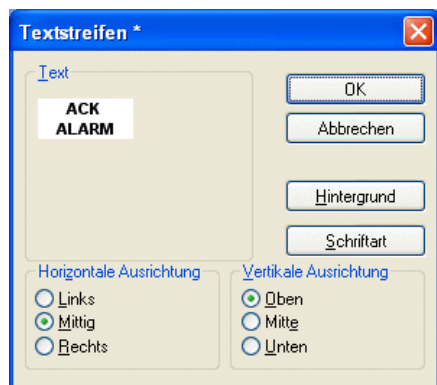 Textstreifen *
Text
ACK
ALARM
OK
Abbrechen
Hintergrund
Schriftart
Horizontale Ausrichtung
Links
Mittig
Rechts
Vertikale Ausrichtung
Oben
Mitte
Unten